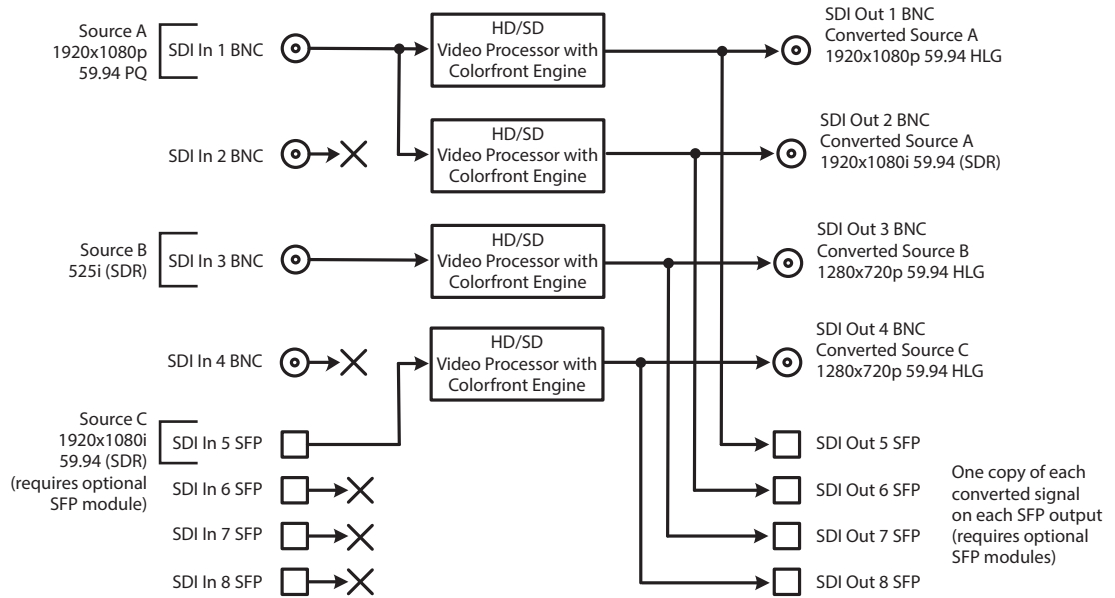 Source A
1920x1080p
59.94 PQ
SDI In 1 BNC
HD/SD
Video Processor with
Colorfront Engine
SDI Out 1 BNC
Converted Source A
1920x1080p 59.94 HLG
SDI In 2 BNC
HD/SD
Video Processor with
Colorfront Engine
SDI Out 2 BNC
Converted Source A
1920x1080i 59.94 (SDR)
Source B
525i (SDR)
SDI In 3 BNC
HD/SD
Video Processor with
Colorfront Engine
SDI Out 3 BNC
Converted Source B
1280x720p 59.94 HLG
SDI In 4 BNC
HD/SD
Video Processor with
Colorfront Engine
SDI Out 4 BNC
Converted Source C
1280x720p 59.94 HLG
Source C
1920x1080i
59.94 (SDR)
(requires optional
SFP module)
SDI In 5 SFP
SDI Out 5 SFP
SDI In 6 SFP
SDI Out 6 SFP
SDI In 7 SFP
SDI Out 7 SFP
SDI In 8 SFP
SDI Out 8 SFP
One copy of each
converted signal
on each SFP output
(requires optional
SFP modules)